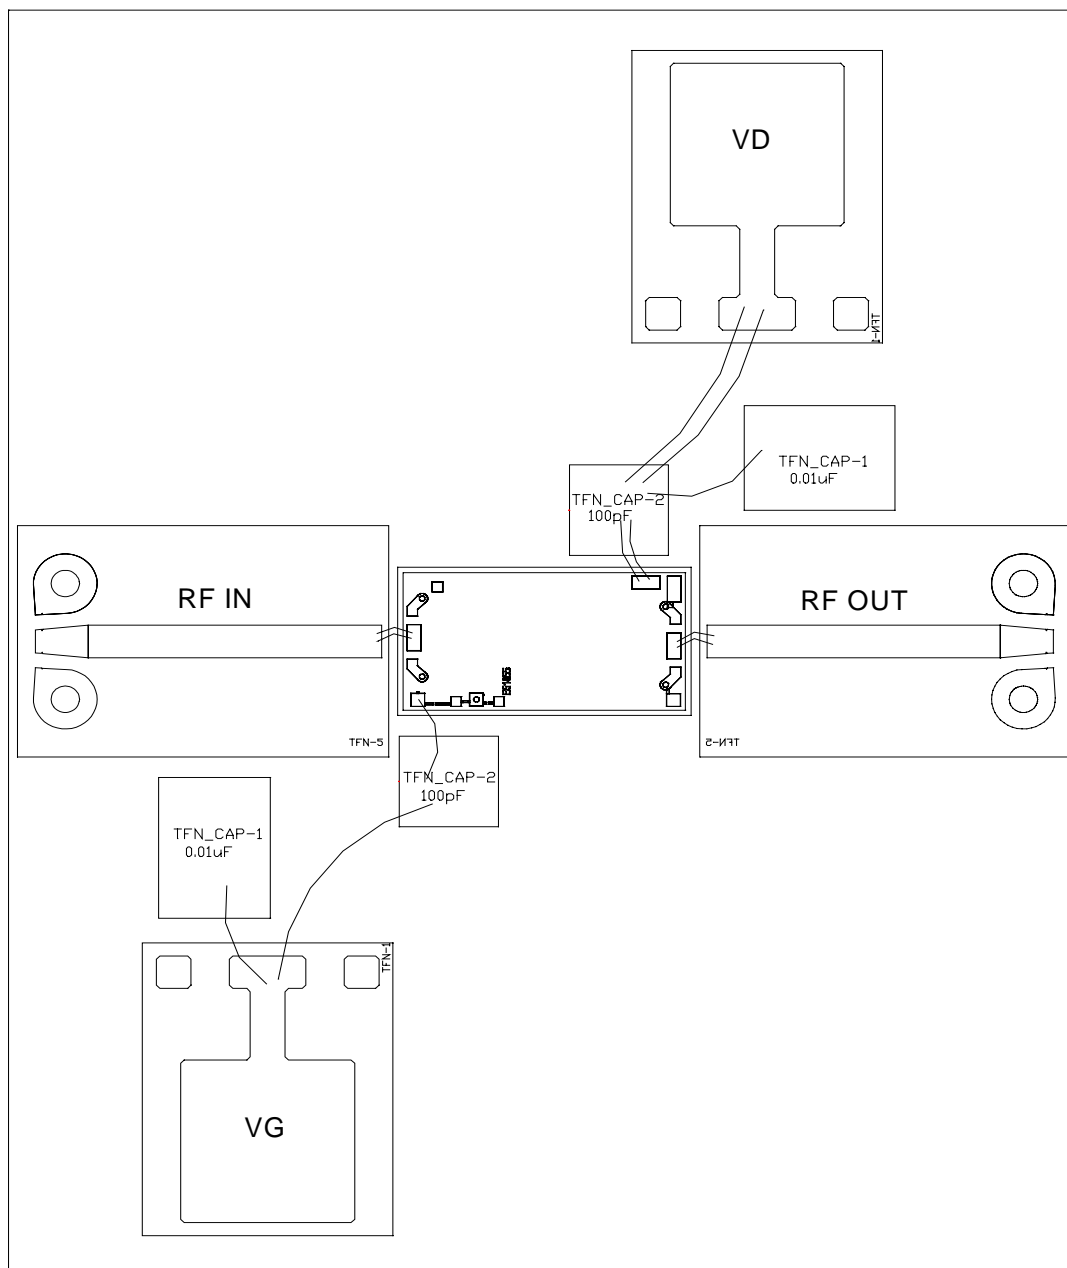 VD
TFN-1
TFN_CAP-1
0.01uF
TFN_CAP-2
100pF
RF IN
RF OUT
TFN-5
TFN-5
TFN_CAP-2
100pF
TFN_CAP-1
0.01uF
TFN-1
VG